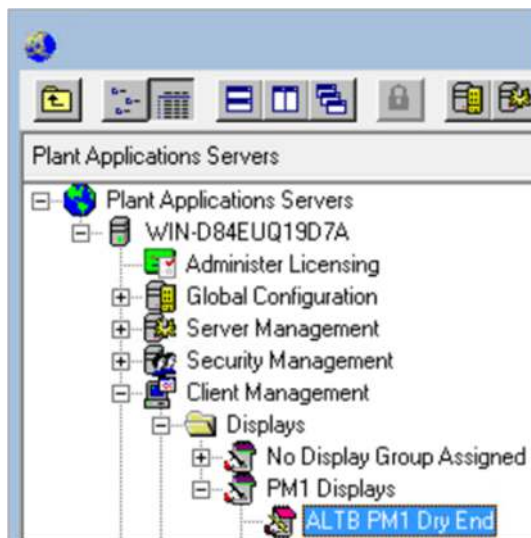 Plant Applications Servers
Plant Applications Servers
WIN-D84EUQ19D7A
Administer Licensing
Global Configuration
Server Management
Security Management
Client Management
Displays
No Display Group Assigned
PM1 Displays
ALTB PM1 Dry End